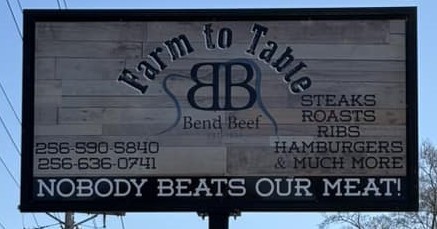 Farm to Table
BB
Bend Beef
STEAKS
ROASTS
RIBS
256-590-5840 HAMBURGERS
256-636-0741 & MUCH MORE
NOBODY BEATS OUR MEAT!